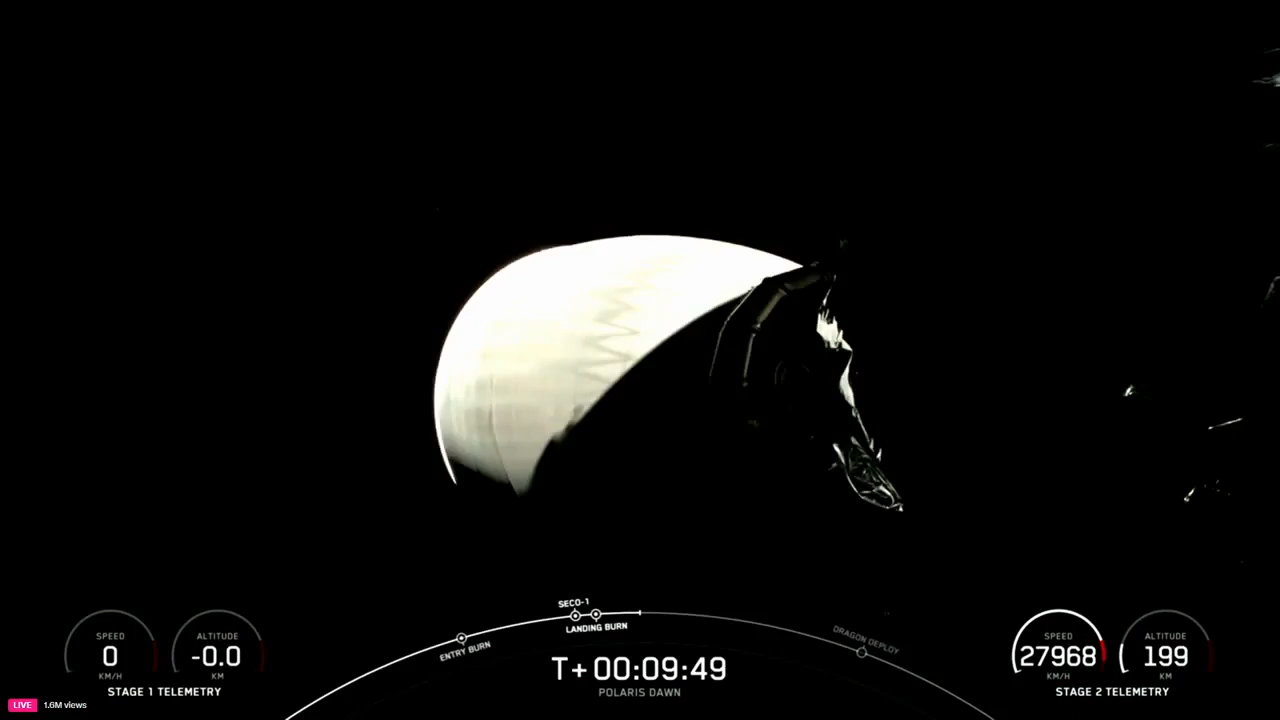 SECO-1
LANDING BURN
ENTRY BURN
DRAGON DEPLOY
SPEED
0
KM/H
ALTITUDE
-0.0
KM
STAGE 1 TELEMETRY
T+ 00:09:49
POLARIS DAWN
SPEED
27968
KM/H
ALTITUDE
199
KM
STAGE 2 TELEMETRY
LIVE 1.6M views